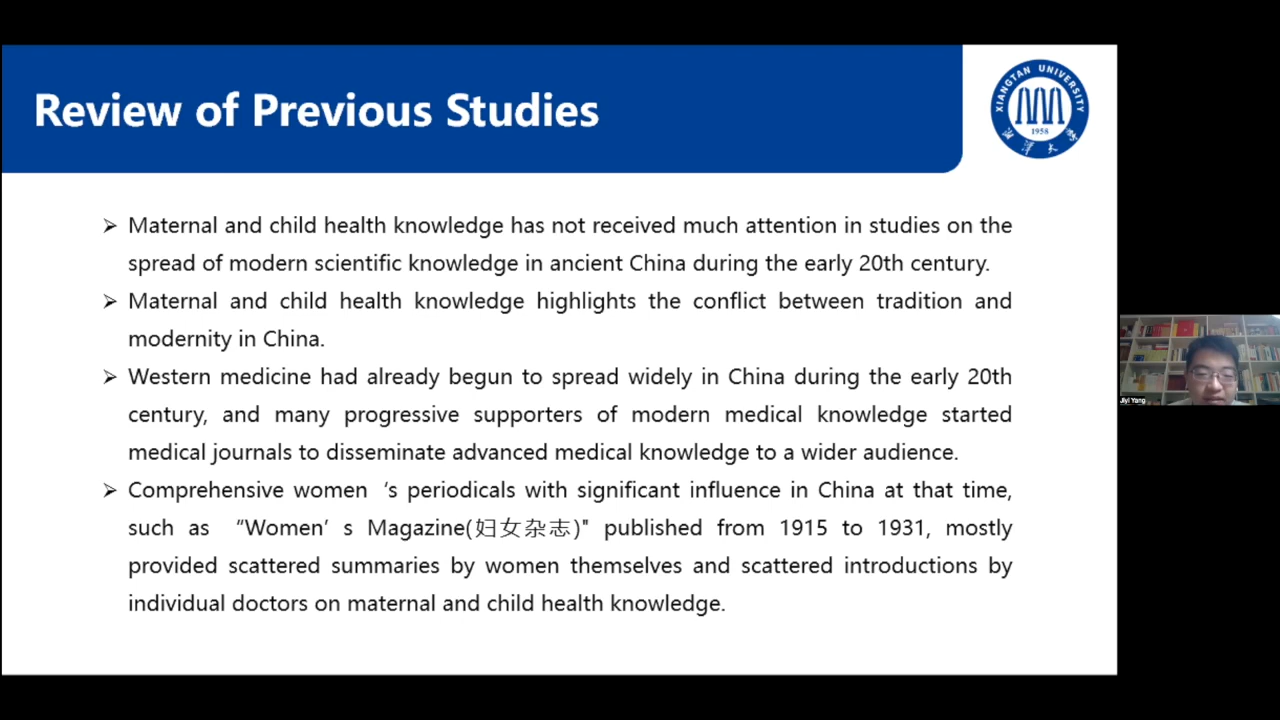 Review of Previous Studies
XIANGTAN UNIVERSITY
1958
湘潭大学
➢ Maternal and child health knowledge has not received much attention in studies on the
spread of modern scientific knowledge in ancient China during the early 20th century.
➢ Maternal and child health knowledge highlights the conflict between tradition and
modernity in China.
➢ Western medicine had already begun to spread widely in China during the early 20th
century, and many progressive supporters of modern medical knowledge started
medical journals to disseminate advanced medical knowledge to a wider audience.
➢ Comprehensive women ‘s periodicals with significant influence in China at that time,
such as “Women’ s Magazine(妇女杂志)" published from 1915 to 1931, mostly
provided scattered summaries by women themselves and scattered introductions by
individual doctors on maternal and child health knowledge.
Jiyi Yang